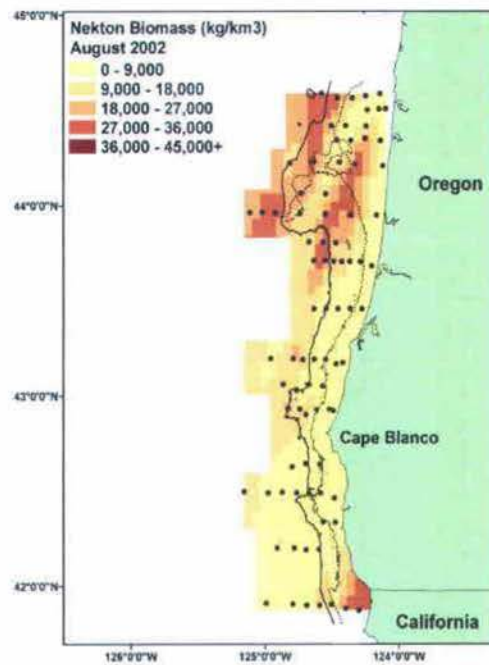 Nekton Biomass (kg/km3)
August 2002
0 - 9,000
9,000 - 18,000
18,000 - 27,000
27,000 - 36,000
36,000 - 45,000+
45°0'0"N
44°0'0"N
43°0'0"N
42°0'0"N
Oregon
Cape Blanco
California
126°0'0"W
125°0'0"W
124°0'0"W